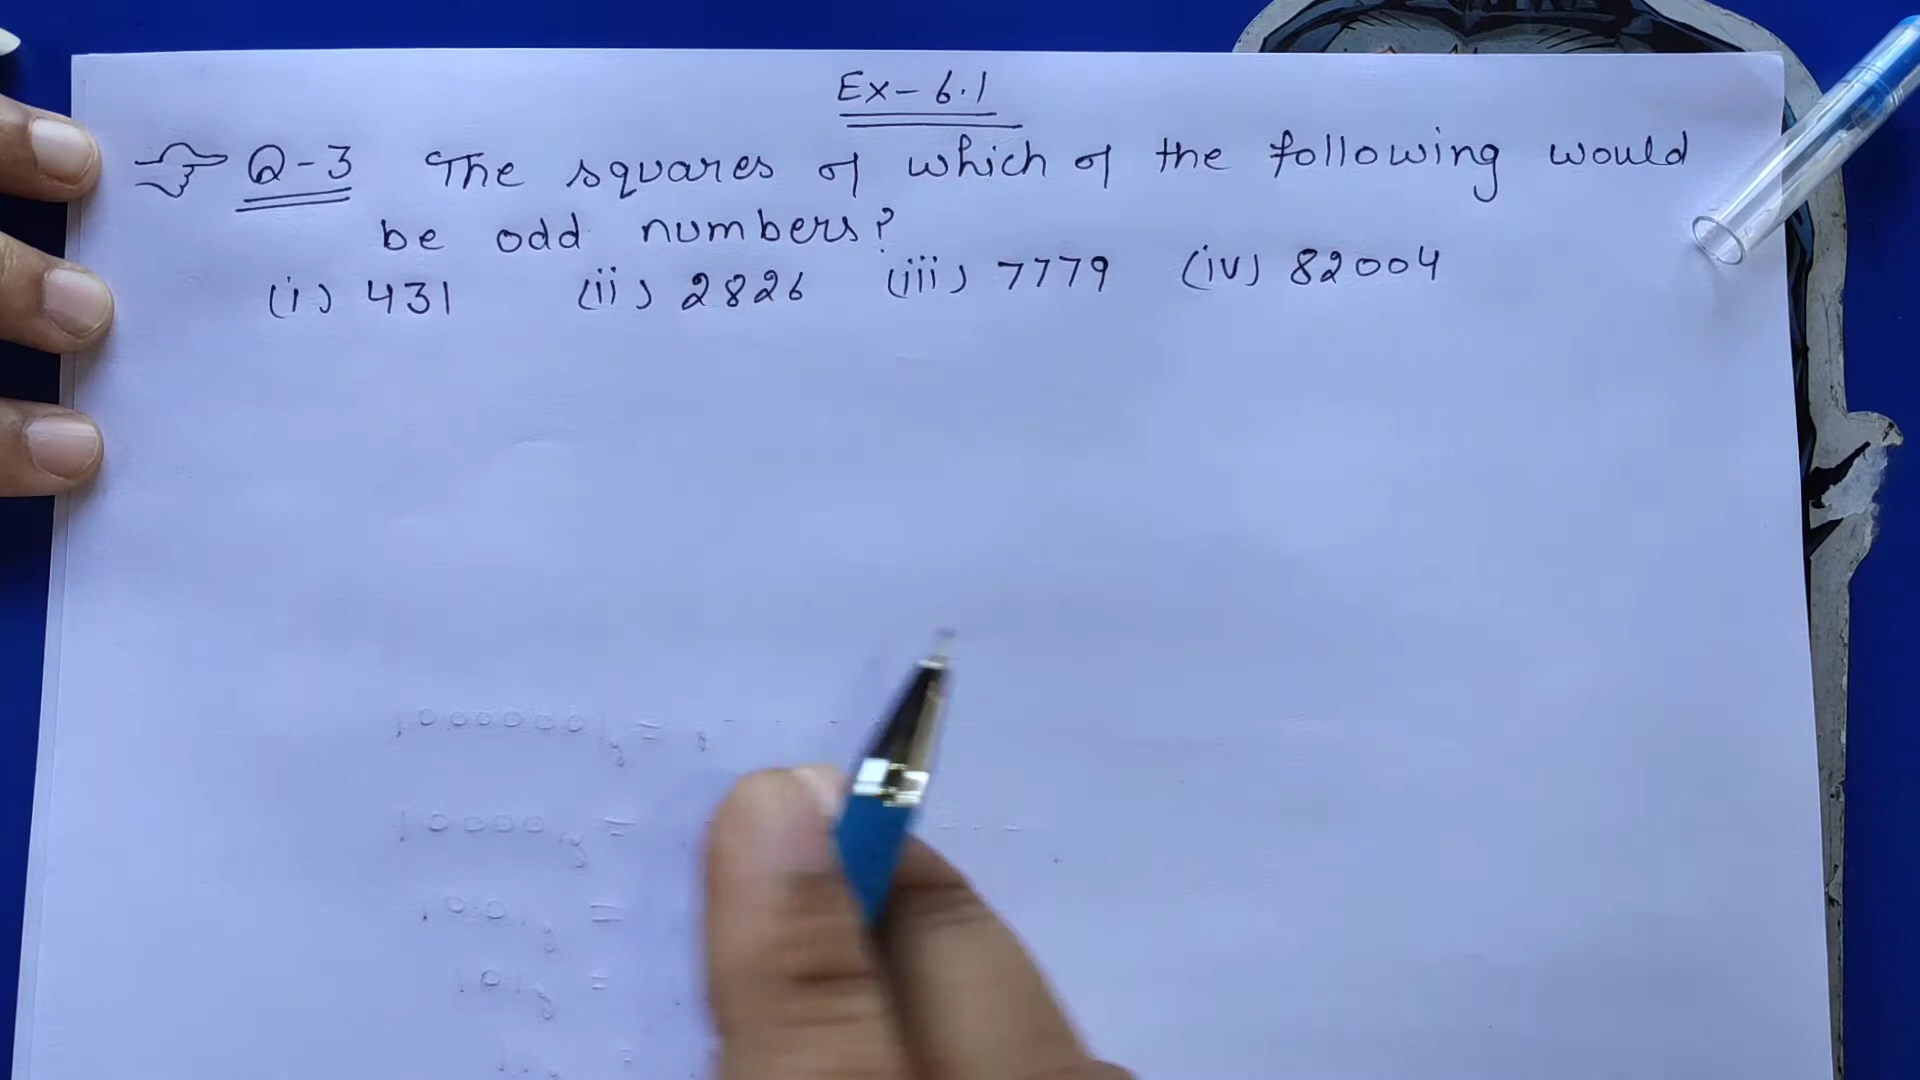 Ex-6.1
Q-3 The squares of which of the following would
be odd numbers?
(i) 431 (ii) 2826 (iii) 7779 (iv) 82004